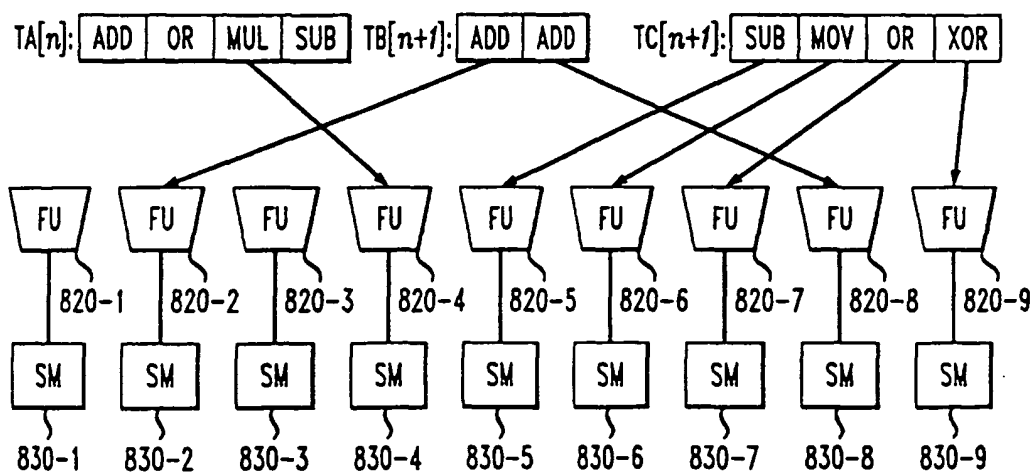 TA[n]: ADD OR MUL SUB TB[n+1]: ADD ADD TC[n+1]: SUB MOV OR XOR
FU FU FU FU FU FU FU FU FU
820-1 820-2 820-3 820-4 820-5 820-6 820-7 820-8 820-9
SM SM SM SM SM SM SM SM SM
830-1 830-2 830-3 830-4 830-5 830-6 830-7 830-8 830-9